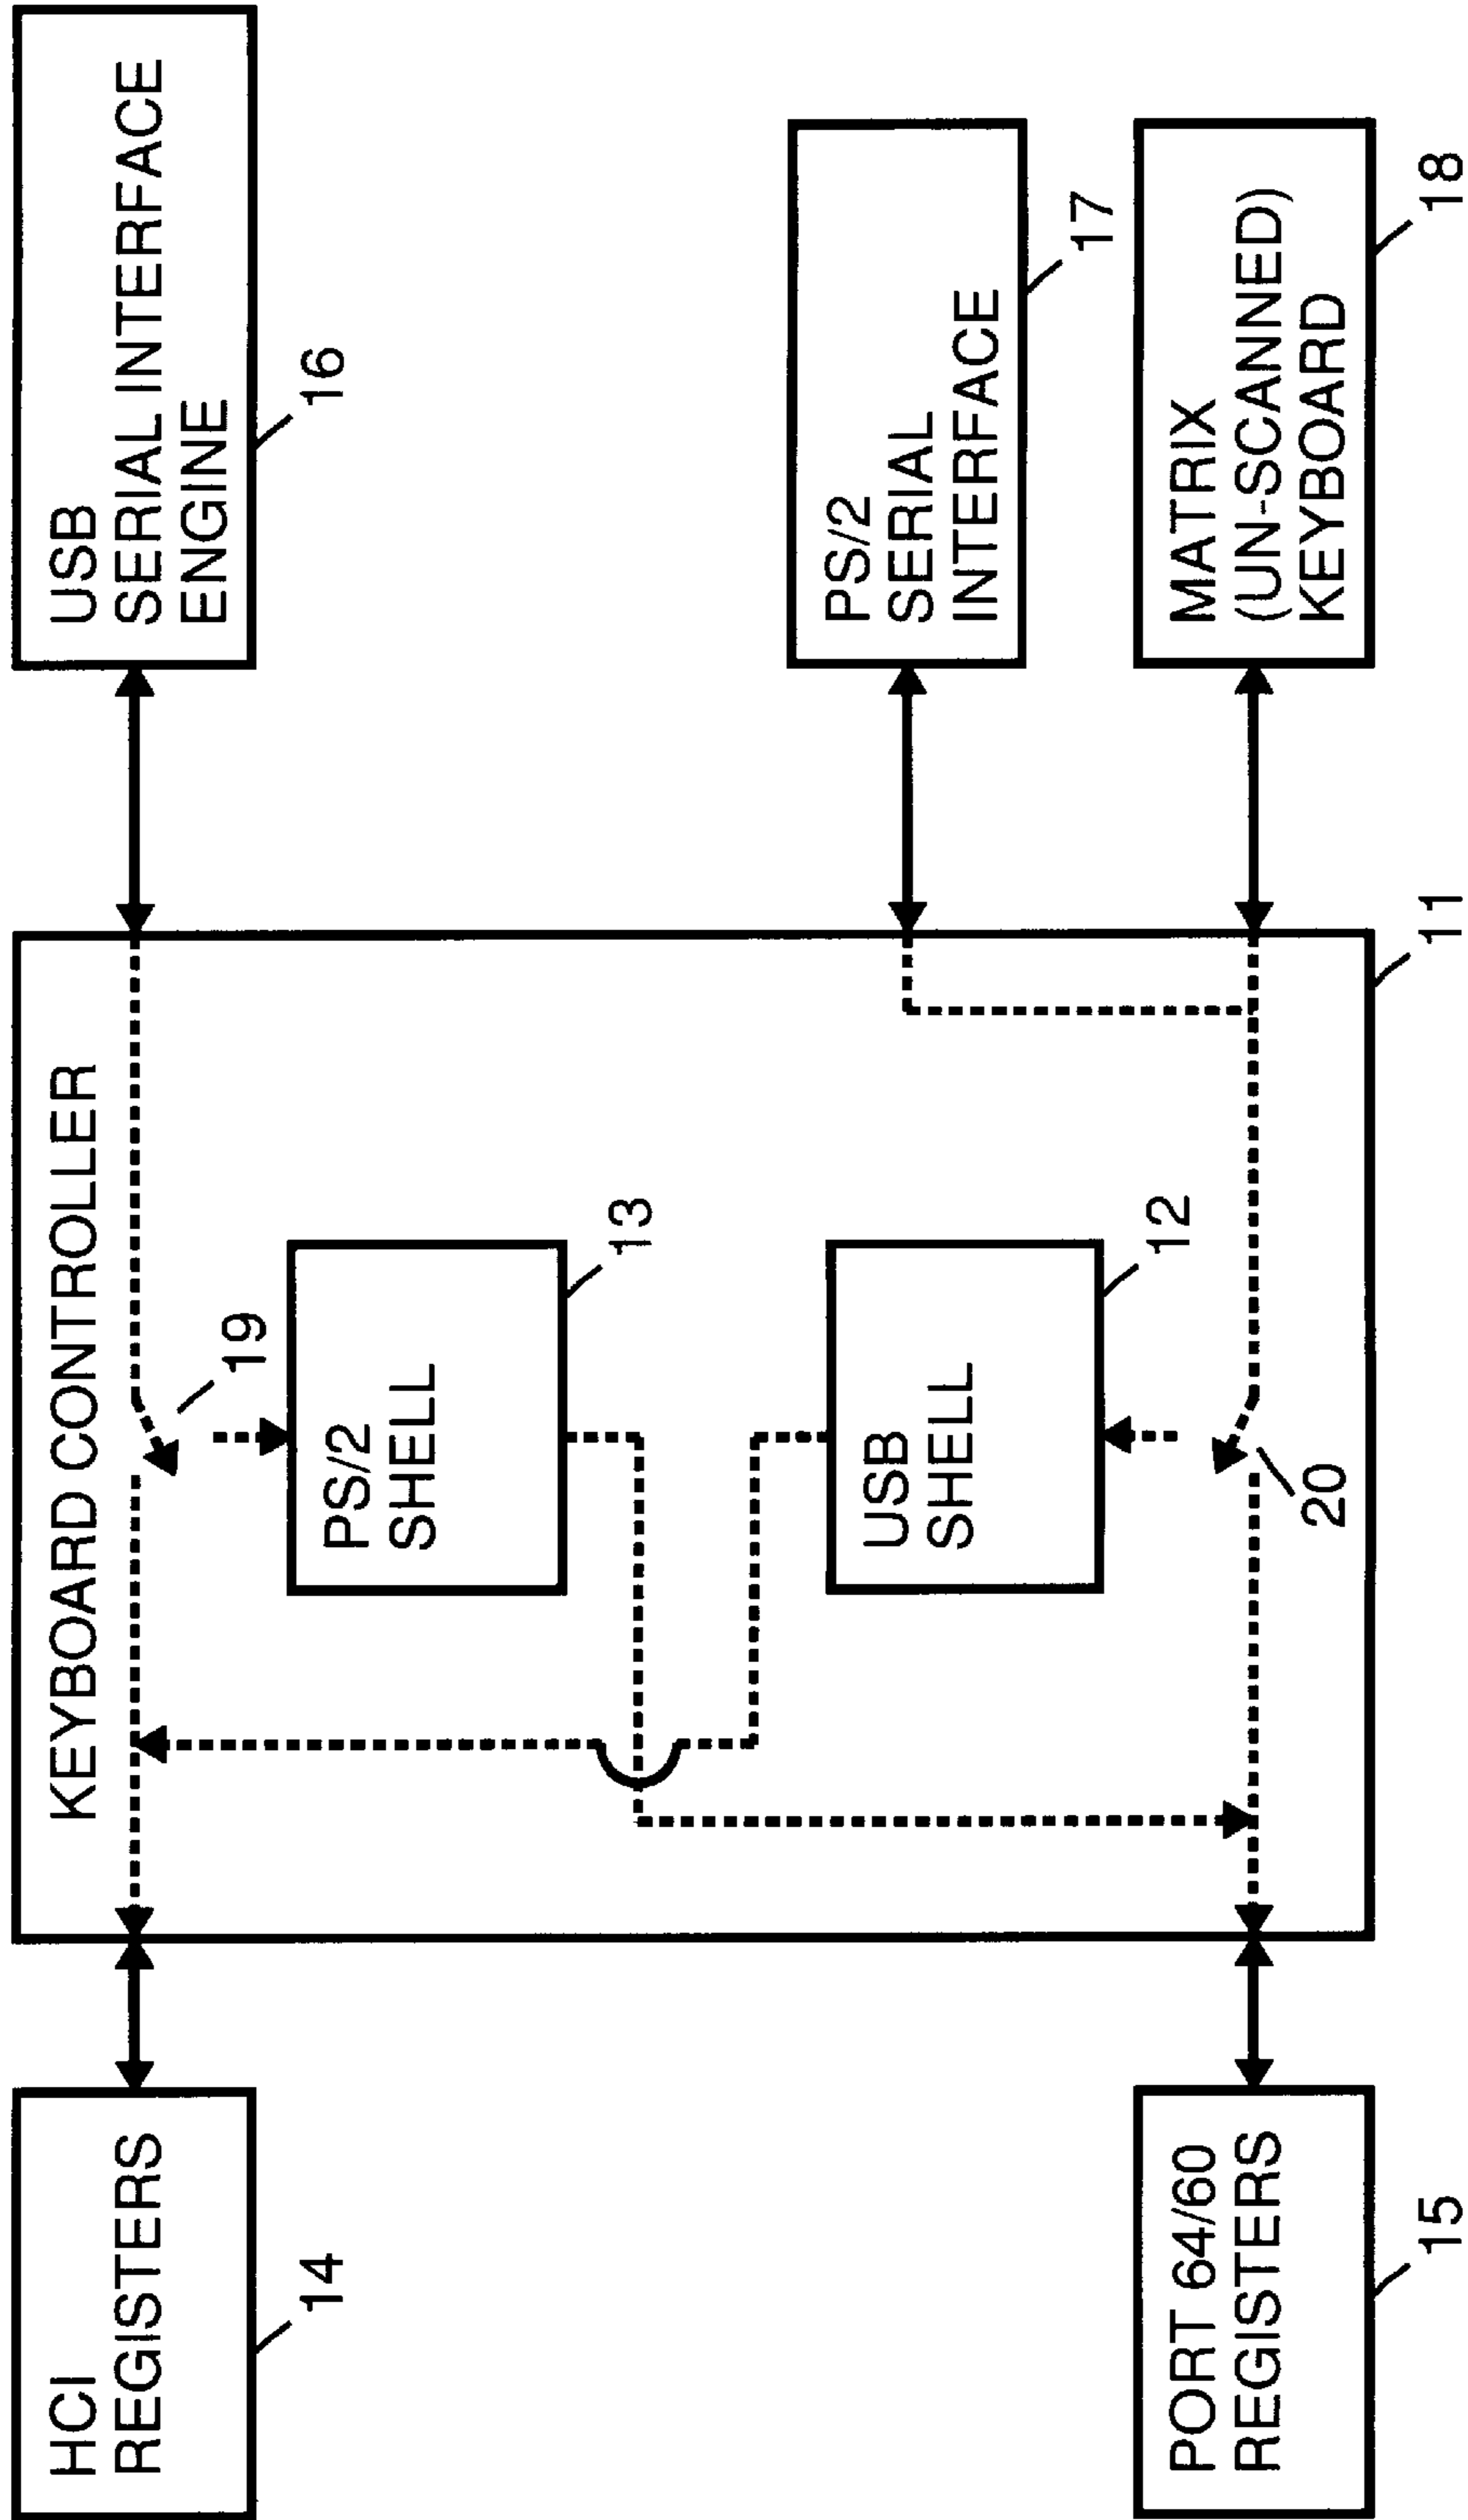 HCI
REGISTERS
14
PORT 64/60
REGISTERS
15
KEYBOARD CONTROLLER
19
PS/2
SHELL
13
USB
SHELL
12
20
11
USB
SERIAL INTERFACE
ENGINE
16
PS/2
SERIAL
INTERFACE
17
MATRIX
(UN-SCANNED)
KEYBOARD
18